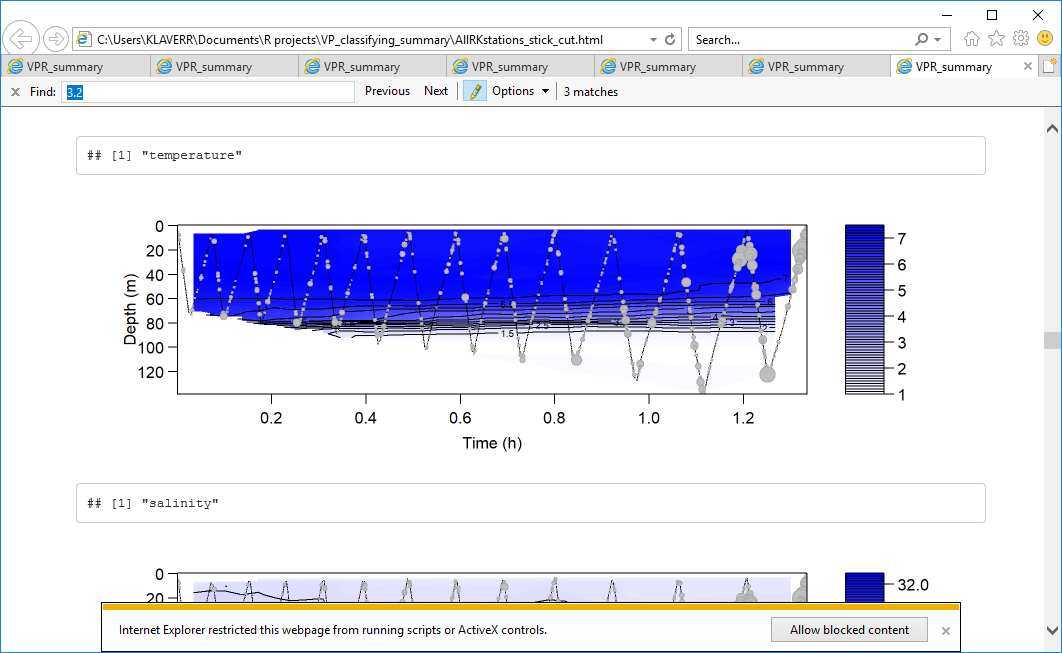 C:\Users\KLAVERR\Documents\R projects\VP_classifying_summary\AllRKstations_stick_cut.html
Search...
VPR_summary VPR_summary VPR_summary VPR_summary VPR_summary VPR_summary VPR_summary
x Find: 3.2 Previous Next Options 3 matches
## [1] "temperature"
0
20
40
60
80
100
120
Depth (m)
1.5
2.5
7
6
5
4
3
2
1
0.2 0.4 0.6 0.8 1.0 1.2
Time (h)
## [1] "salinity"
0
20
32.0
Internet Explorer restricted this webpage from running scripts or ActiveX controls.
Allow blocked content x